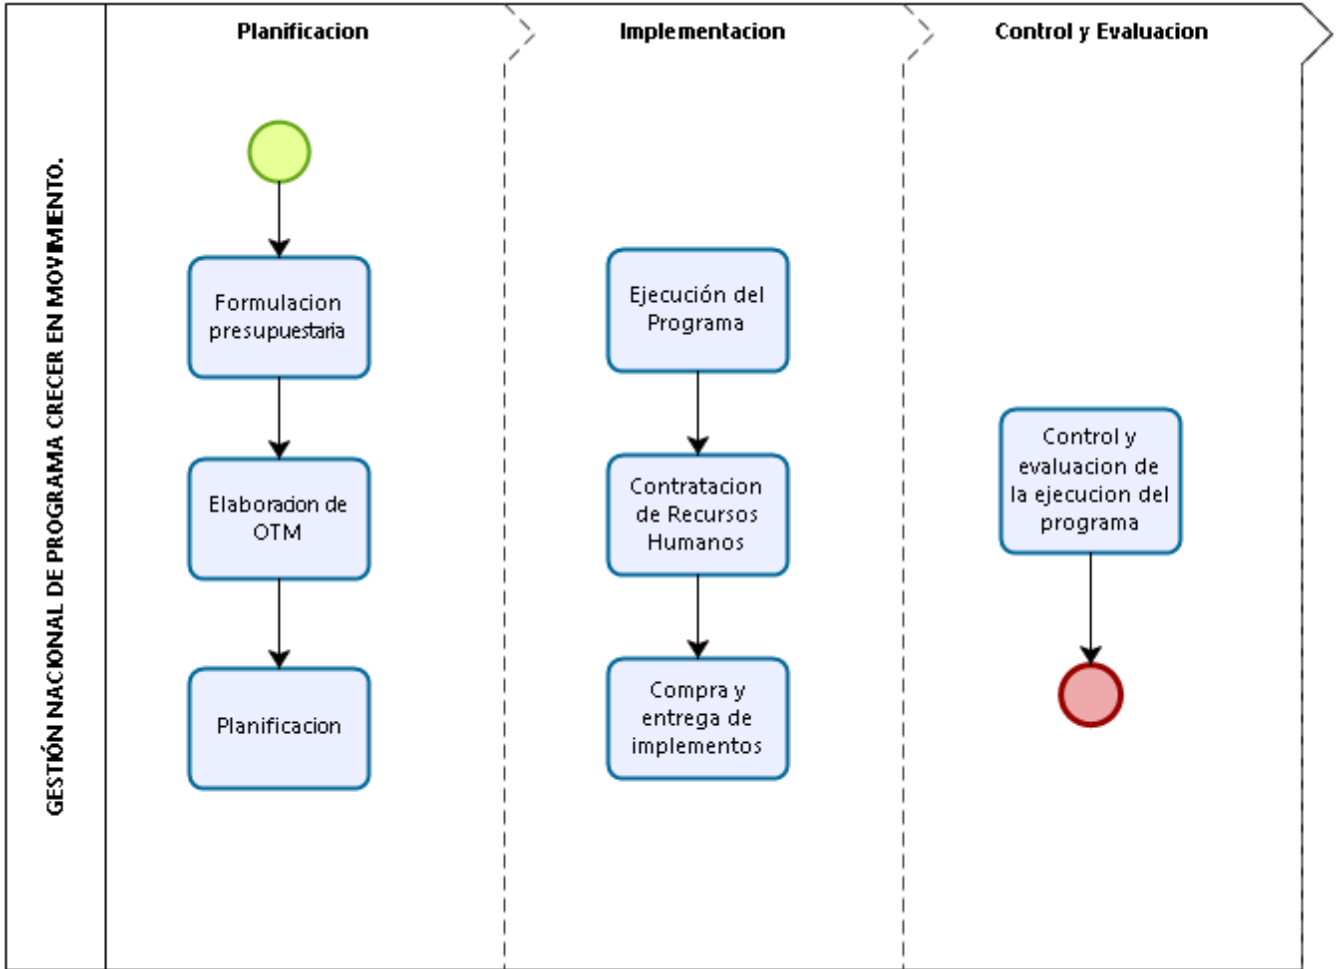 Planificacion
Implementacion
Control y Evaluacion
GESTIÓN NACIONAL DE PROGRAMA CRECER EN MOVIMIENTO.
Formulacion
presupuestaria
Elaboracion de
OTM
Planificacion
Ejecución del
Programa
Contratacion
de Recursos
Humanos
Compra y
entrega de
implementos
Control y
evaluacion de
la ejecucion del
programa